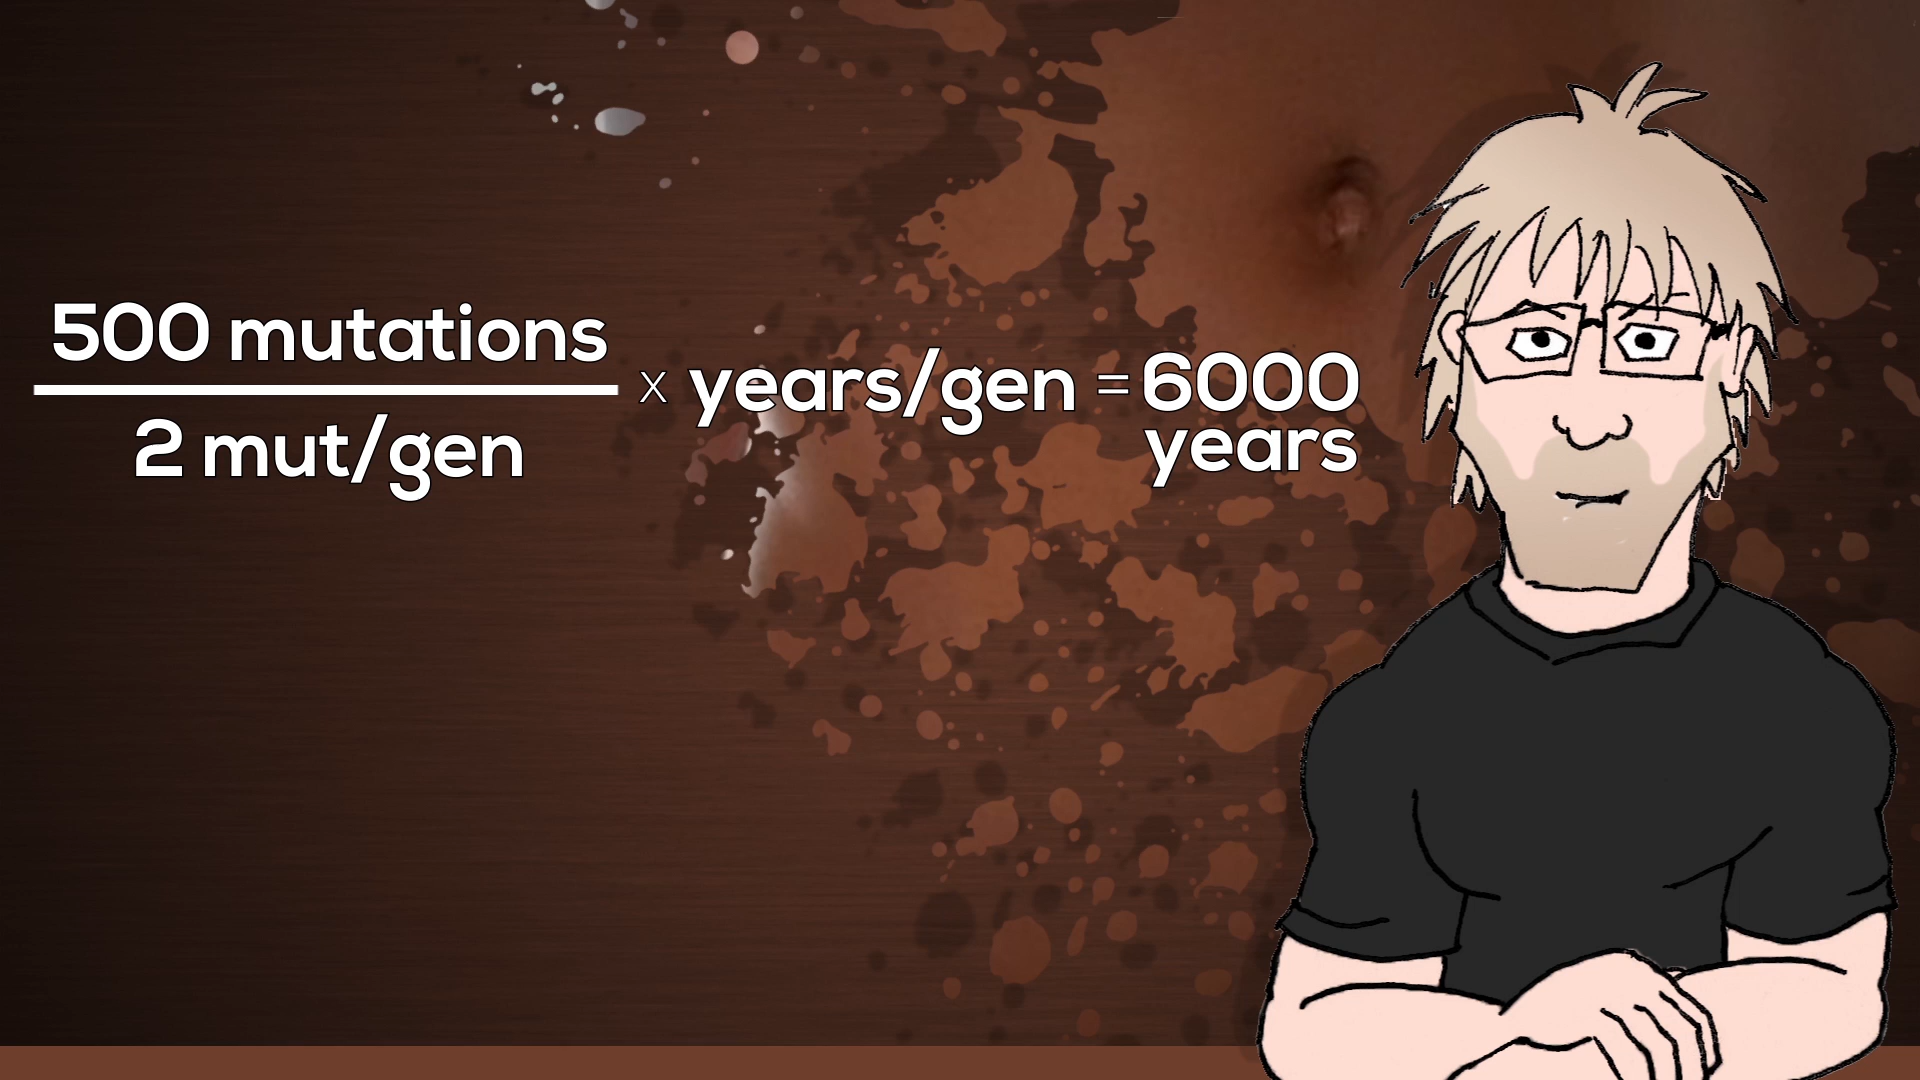 500 mutations
2 mut/gen
x years/gen = 6000
years